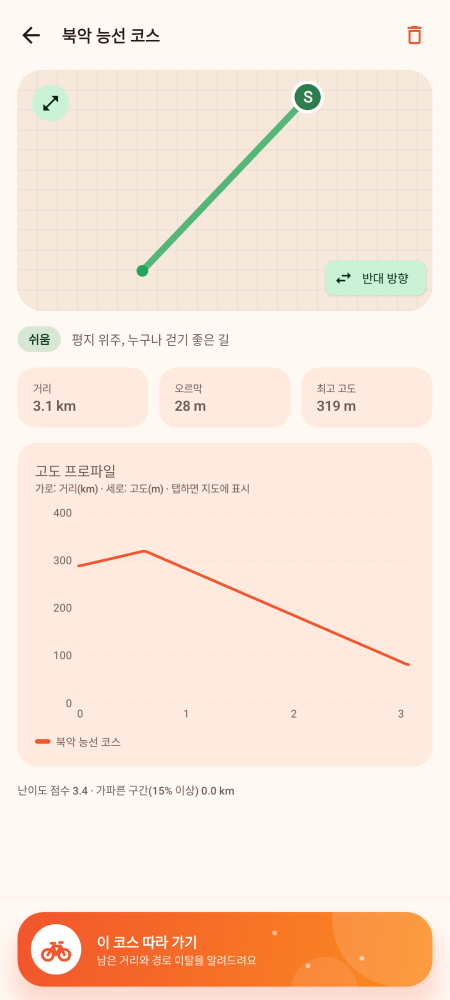 북악 능선 코스
S
반대 방향
쉬움 평지 위주, 누구나 걷기 좋은 길
거리 오르막 최고 고도
3.1 km 28 m 319 m
고도 프로파일
가로: 거리(km) · 세로: 고도(m) · 탭하면 지도에 표시
400
300
200
100
0
0 1 2 3
북악 능선 코스
난이도 점수 3.4 · 가파른 구간(15% 이상) 0.0 km
이 코스 따라 가기
남은 거리와 경로 이탈을 알려드려요